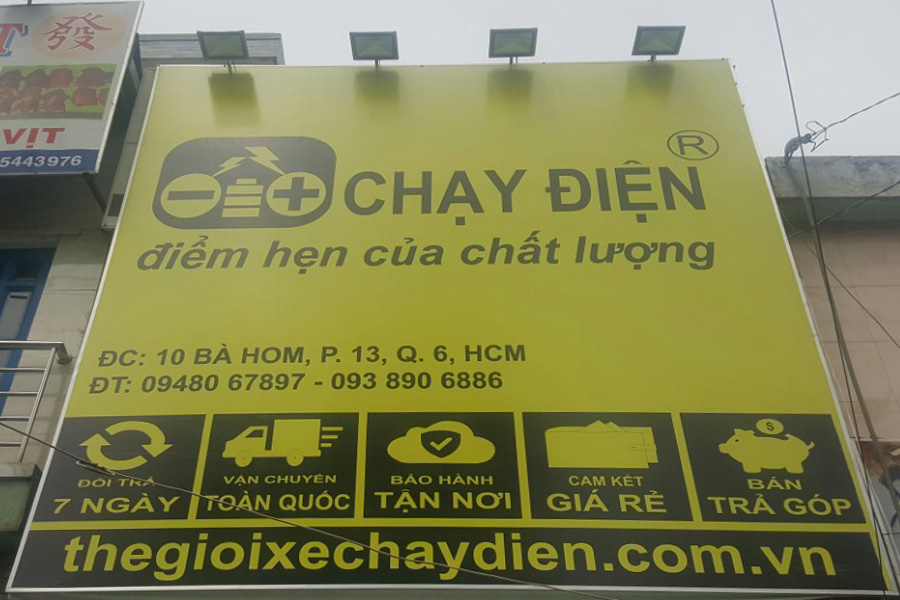 發
VỊT
5443976
CHẠY ĐIỆN ®
điểm hẹn của chất lượng
ĐC: 10 BÀ HOM, P. 13, Q. 6, HCM
ĐT: 09480 67897 - 093 890 6886
ĐỔI TRẢ
7 NGÀY
VẠN CHUYỂN
TOÀN QUỐC
BẢO HÀNH
TẬN NƠI
CAM KẾT
GIÁ RẺ
BÁN
TRẢ GÓP
thegioixechaydien.com.vn